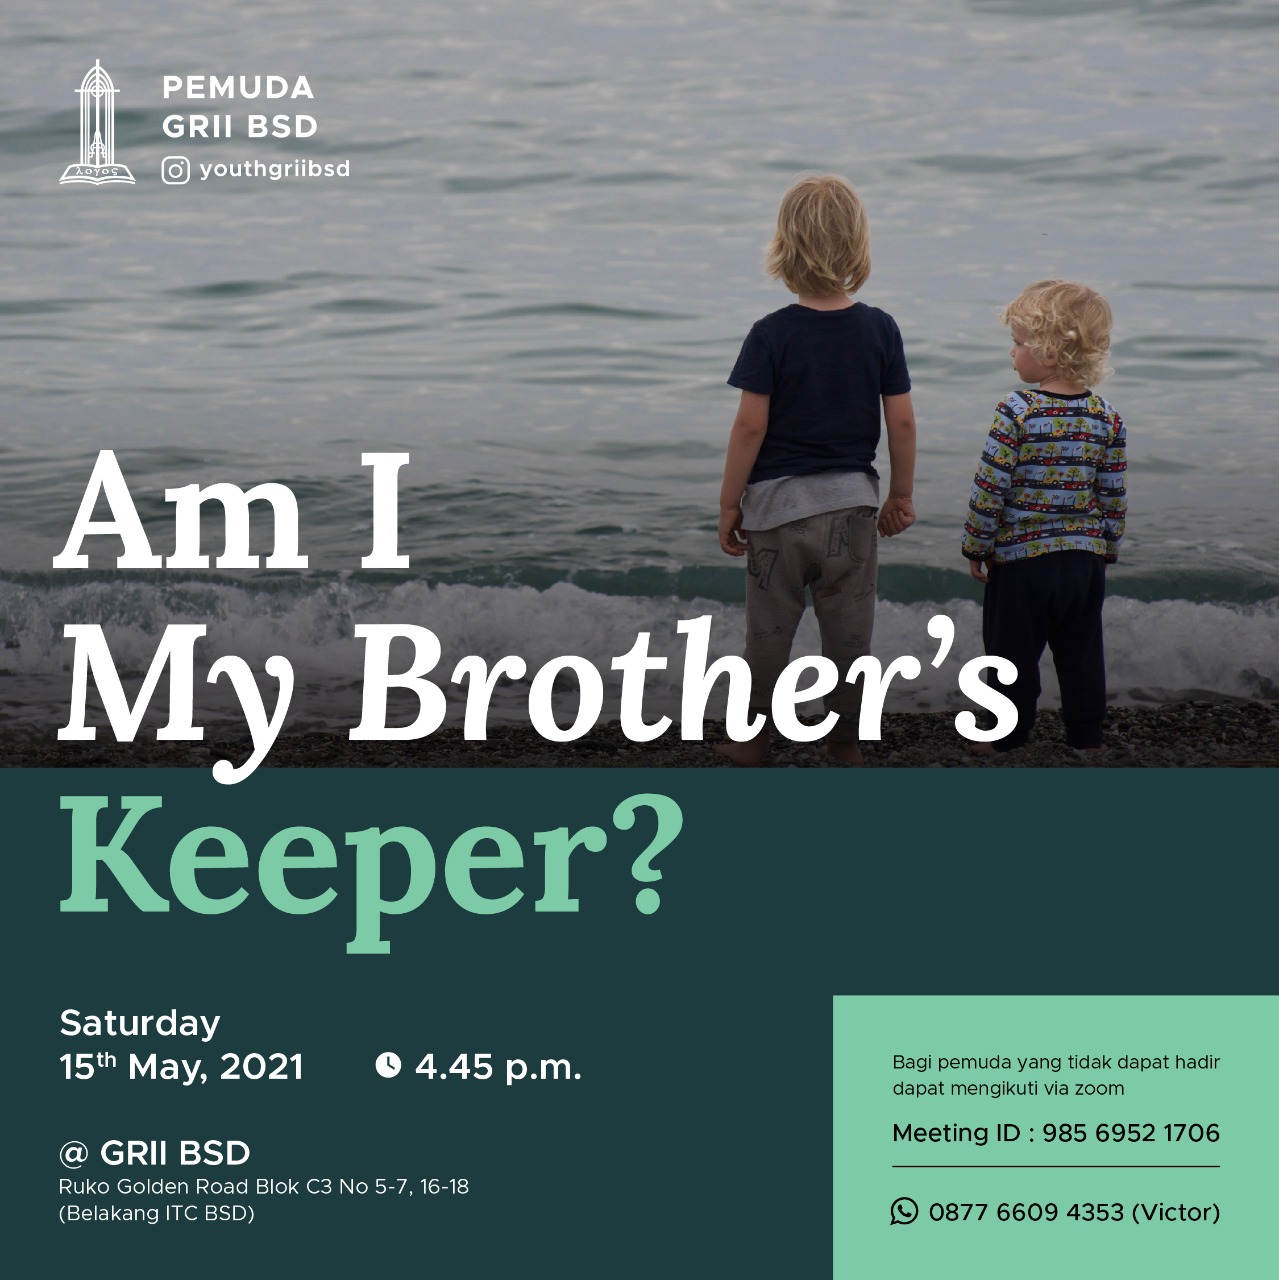 PEMUDA
GRII BSD
youthgriibsd
λογος
Am I
My Brother's
Keeper?
Saturday
15th May, 2021
4.45 p.m.
@ GRII BSD
Ruko Golden Road Blok C3 No 5-7, 16-18
(Belakang ITC BSD)
Bagi pemuda yang tidak dapat hadir
dapat mengikuti via zoom
Meeting ID : 985 6952 1706
0877 6609 4353 (Victor)